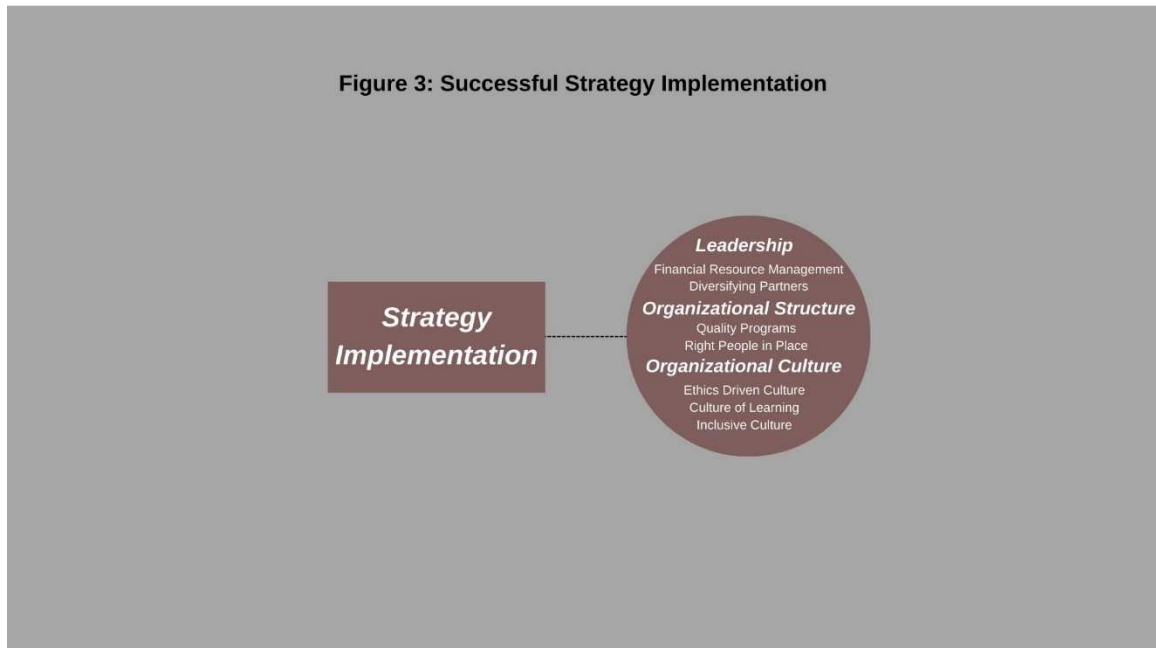 Figure 3: Successful Strategy Implementation
Strategy
Implementation
Leadership
Financial Resource Management
Diversifying Partners
Organizational Structure
Quality Programs
Right People in Place
Organizational Culture
Ethics Driven Culture
Culture of Learning
Inclusive Culture